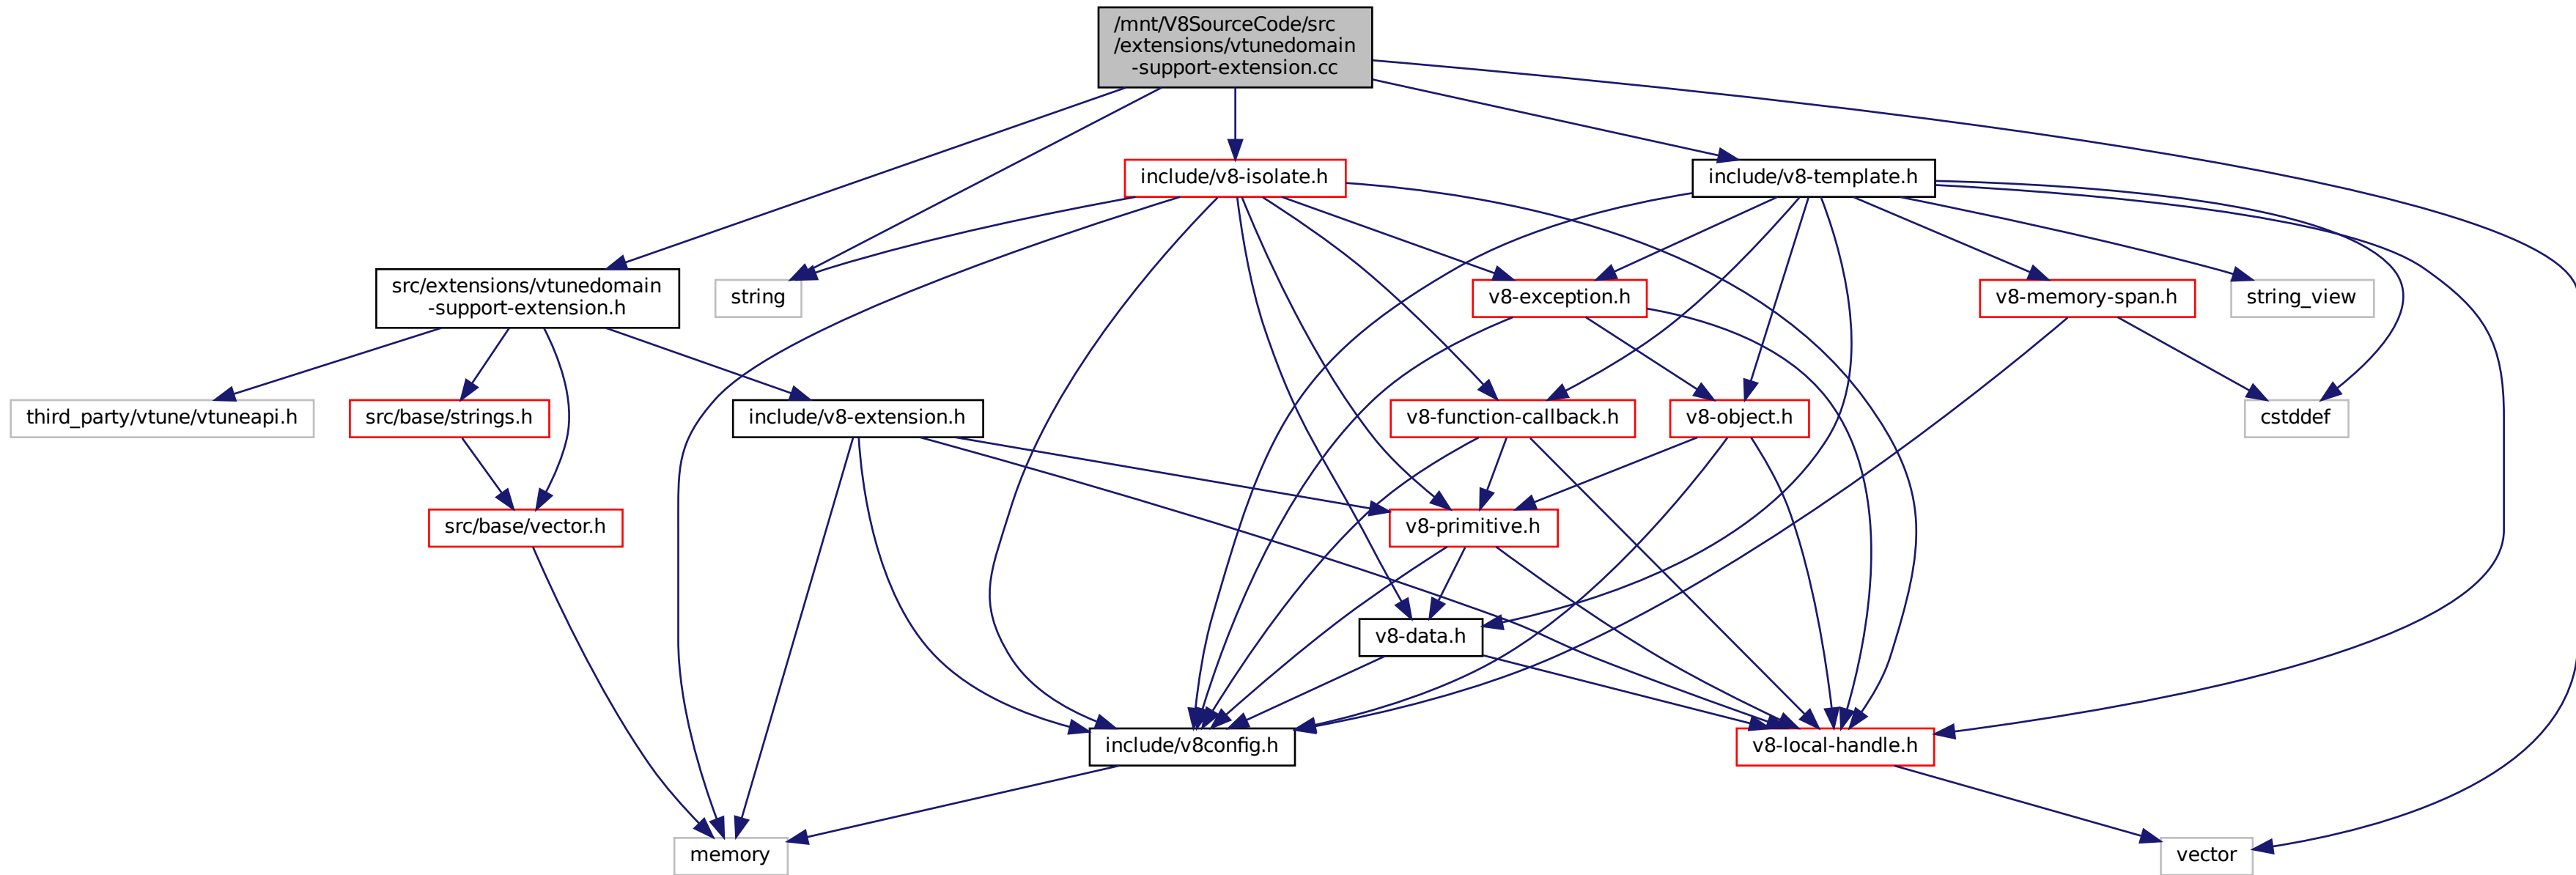 /mnt/V8SourceCode/src
/extensions/vtunedomain
-support-extension.cc
include/v8-isolate.h
include/v8-template.h
src/extensions/vtunedomain
-support-extension.h
string
v8-exception.h
v8-memory-span.h
string_view
third_party/vtune/vtuneapi.h
src/base/strings.h
include/v8-extension.h
v8-function-callback.h
v8-object.h
cstddef
src/base/vector.h
v8-primitive.h
v8-data.h
include/v8config.h
v8-local-handle.h
memory
vector